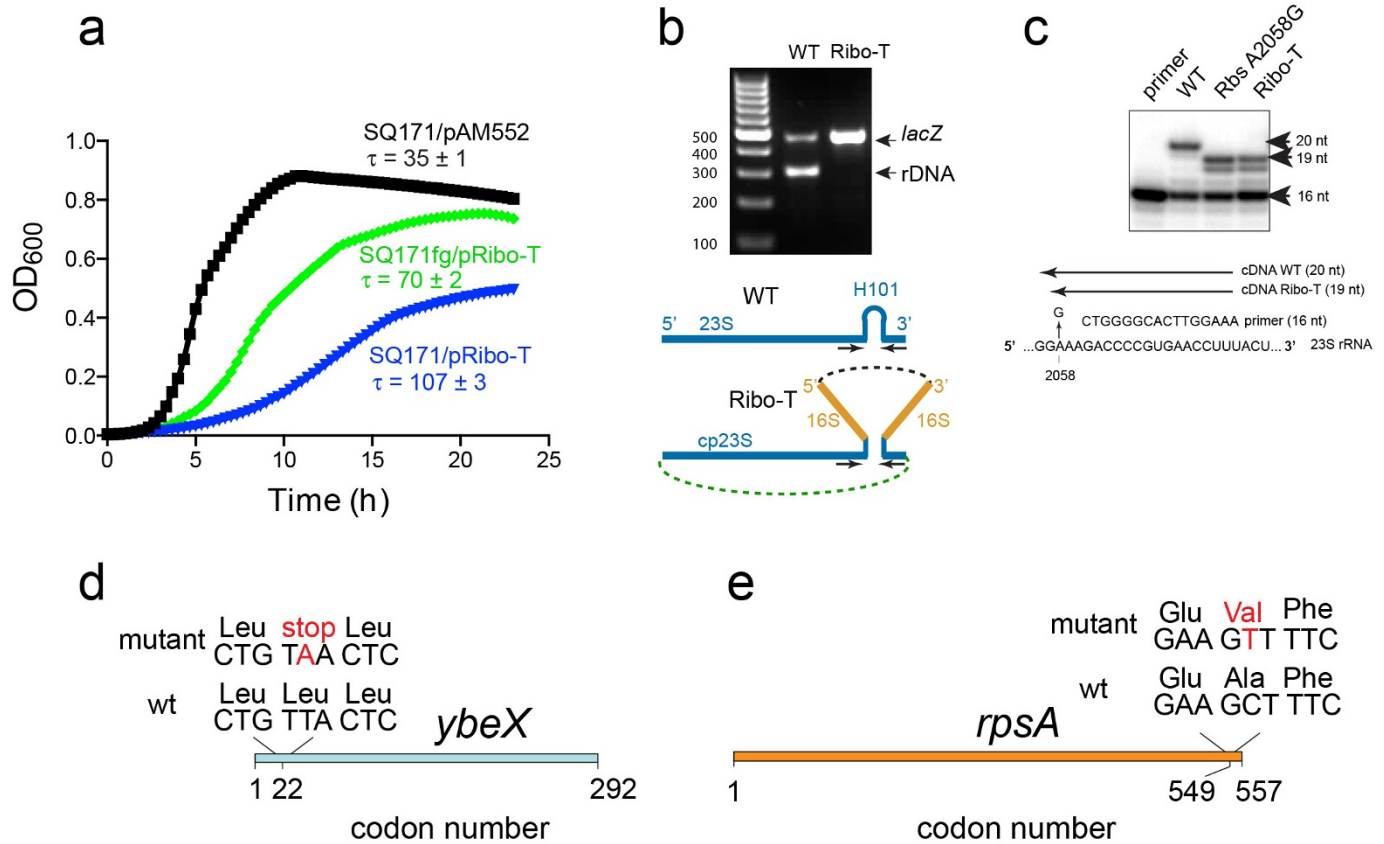 a
OD600
1.0
0.8
0.6
0.4
0.2
0.0
0 5 10 15 20 25
Time (h)
SQ171/pAM552
τ = 35 ± 1
SQ171fg/pRibo-T
τ = 70 ± 2
SQ171/pRibo-T
τ = 107 ± 3
b
WT Ribo-T
500
400
300
200
100
lacZ
rDNA
WT
H101
5' 23S 3'
Ribo-T
5' 3'
16S 16S
cp23S
c
primer
WT
Rbs A2058G
Ribo-T
20 nt
19 nt
16 nt
cDNA WT (20 nt)
cDNA Ribo-T (19 nt)
G
CTGGGGCACTTGGAAA primer (16 nt)
5' ...GGAAAGACCCCGUGAACCUUUACU... 3' 23S rRNA
2058
d
mutant
Leu stop Leu
CTG TAA CTC
wt
Leu Leu Leu
CTG TTA CTC
ybeX
1 22 292
codon number
e
mutant
Glu Val Phe
GAA GTT TTC
wt
Glu Ala Phe
GAA GCT TTC
rpsA
1 549 557
codon number